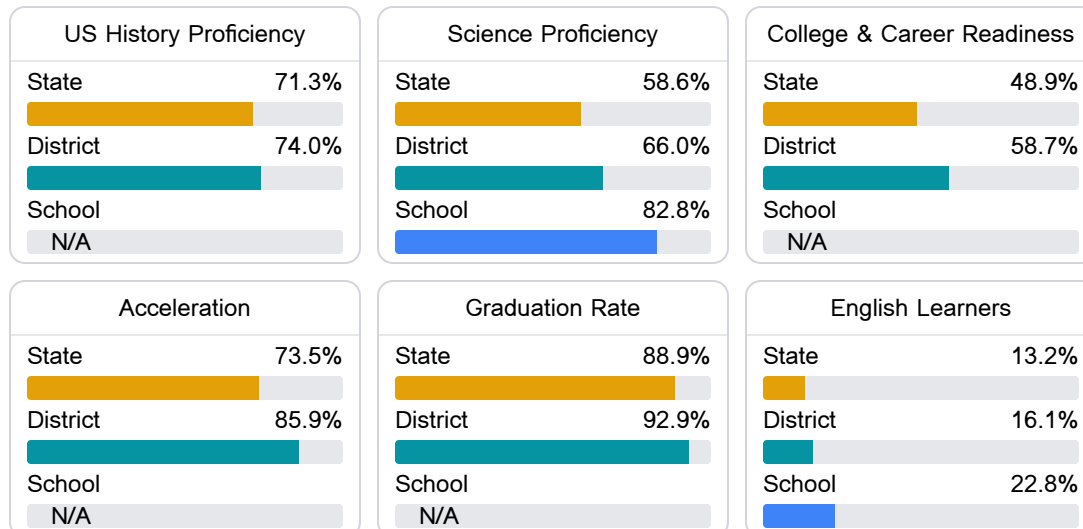 US History Proficiency
State 71.3%
District 74.0%
School
N/A
Science Proficiency
State 58.6%
District 66.0%
School 82.8%
College & Career Readiness
State 48.9%
District 58.7%
School
N/A
Acceleration
State 73.5%
District 85.9%
School
N/A
Graduation Rate
State 88.9%
District 92.9%
School
N/A
English Learners
State 13.2%
District 16.1%
School 22.8%